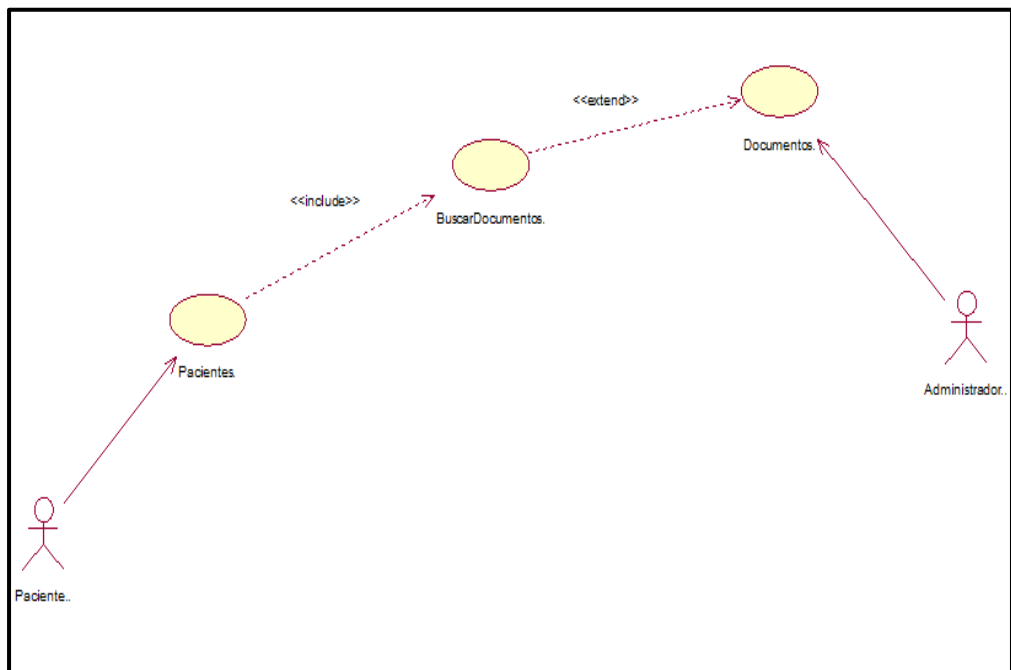 <<extend>>
Documentos.
<<include>>
BuscarDocumentos.
Pacientes.
Administrador..
Paciente..